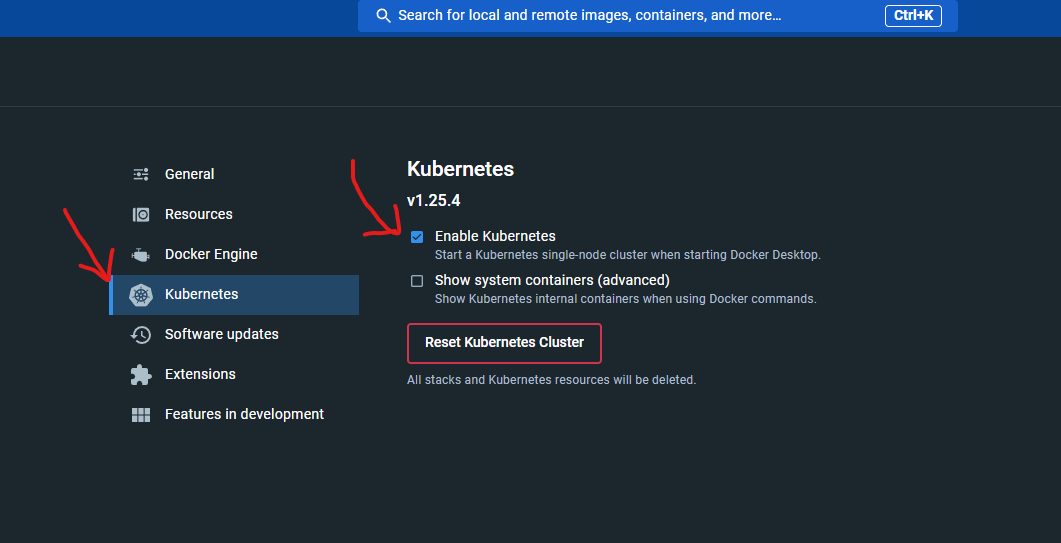 Search for local and remote images, containers, and more...
Ctrl+K
General
Resources
Docker Engine
Kubernetes
Software updates
Extensions
Features in development
Kubernetes
v1.25.4
Enable Kubernetes
Start a Kubernetes single-node cluster when starting Docker Desktop.
Show system containers (advanced)
Show Kubernetes internal containers when using Docker commands.
Reset Kubernetes Cluster
All stacks and Kubernetes resources will be deleted.